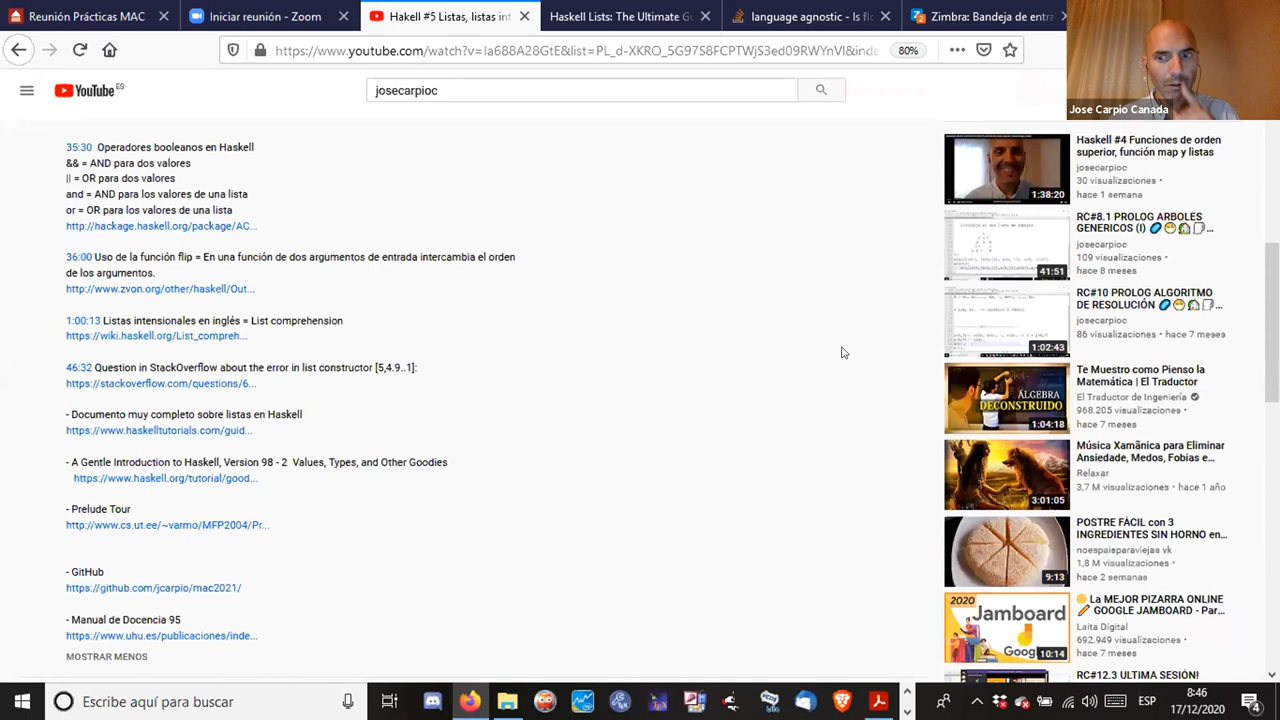 Reunión Prácticas MAC
Iniciar reunión - Zoom
Hakell #5 Listas, listas int
Haskell Lists: The Ultimate Gu
language agnostic - Is flo
Zimbra: Bandeja de entra
https://www.youtube.com/watch?v=Ia688A28GtE&list=PL_d-XKRO_5G97S8FCPTWjS3ed09RWYnVl&inde
80%
YouTube ES
josecarpioc
Jose Carpio Canada
35:30 Operadores booleanos en Haskell
&& = AND para dos valores
|| = OR para dos valores
and = AND para los valores de una lista
or = OR para los valores de una lista
http://hackage.haskell.org/package/AC...
36:00 Uso de la función flip = En una función de dos argumentos de entrada intercambia el orden
de los argumentos.
http://www.zvon.org/other/haskell/Out...
1:00:13 Listas intensionales en inglés = List comprehension
https://wiki.haskell.org/List_compreh...
46:32 Question in StackOverflow about the error in list constructor [5,4.9..1]:
https://stackoverflow.com/questions/6...
- Documento muy completo sobre listas en Haskell
https://www.haskelltutorials.com/guid...
- A Gentle Introduction to Haskell, Version 98 - 2 Values, Types, and Other Goodies
https://www.haskell.org/tutorial/good...
- Prelude Tour
http://www.cs.ut.ee/~varmo/MFP2004/Pr...
- GitHub
https://github.com/jcarpio/mac2021/
- Manual de Docencia 95
https://www.uhu.es/publicaciones/inde...
MOSTRAR MENOS
1:38:20
Haskell #4 Funciones de orden
superior, función map y listas
josecarpioc
30 visualizaciones •
hace 1 semana
41:51
RC#8.1 PROLOG ARBOLES
GENERICOS (I) ...
josecarpioc
109 visualizaciones •
hace 8 meses
1:02:43
RC#10 PROLOG ALGORITMO
DE RESOLUCIÓN ...
josecarpioc
86 visualizaciones • hace 7 meses
ÁLGEBRA
DECONSTRUIDO
1:04:18
Te Muestro como Pienso la
Matemática | El Traductor
El Traductor de Ingeniería
968.205 visualizaciones •
hace 7 meses
3:01:05
Música Xamãnica para Eliminar
Ansiedade, Medos, Fobias e...
Relaxar
3,7 M visualizaciones • hace 1 año
9:13
POSTRE FÁCIL con 3
INGREDIENTES SIN HORNO en...
noespaisparaviejas vk
1,8 M visualizaciones •
hace 2 semanas
2020
Jamboard
Goog
10:14
La MEJOR PIZARRA ONLINE
GOOGLE JAMBOARD - Par...
Laita Digital
692.949 visualizaciones •
hace 7 meses
RC#12.3 ULTIMA SESIÓN!
Escribe aquí para buscar
ESP
8:46
17/12/2020
4